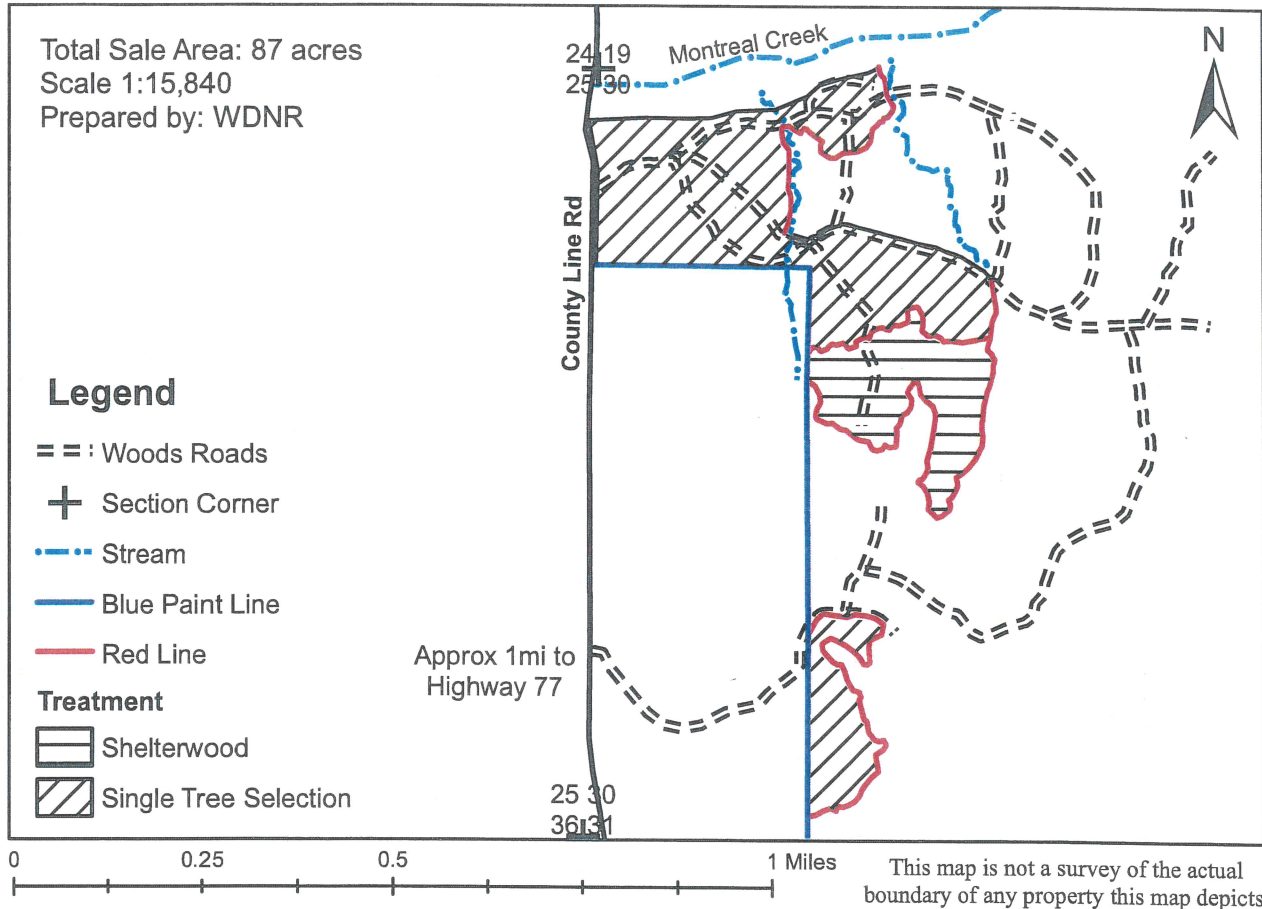 Total Sale Area: 87 acres
Scale 1:15,840
Prepared by: WDNR
Montreal Creek
N
24 19
25 30
County Line Rd
Legend
Woods Roads
Section Corner
Stream
Blue Paint Line
Red Line
Treatment
Shelterwood
Single Tree Selection
Approx 1mi to
Highway 77
25 30
36 31
0 0.25 0.5 1 Miles
This map is not a survey of the actual
boundary of any property this map depicts